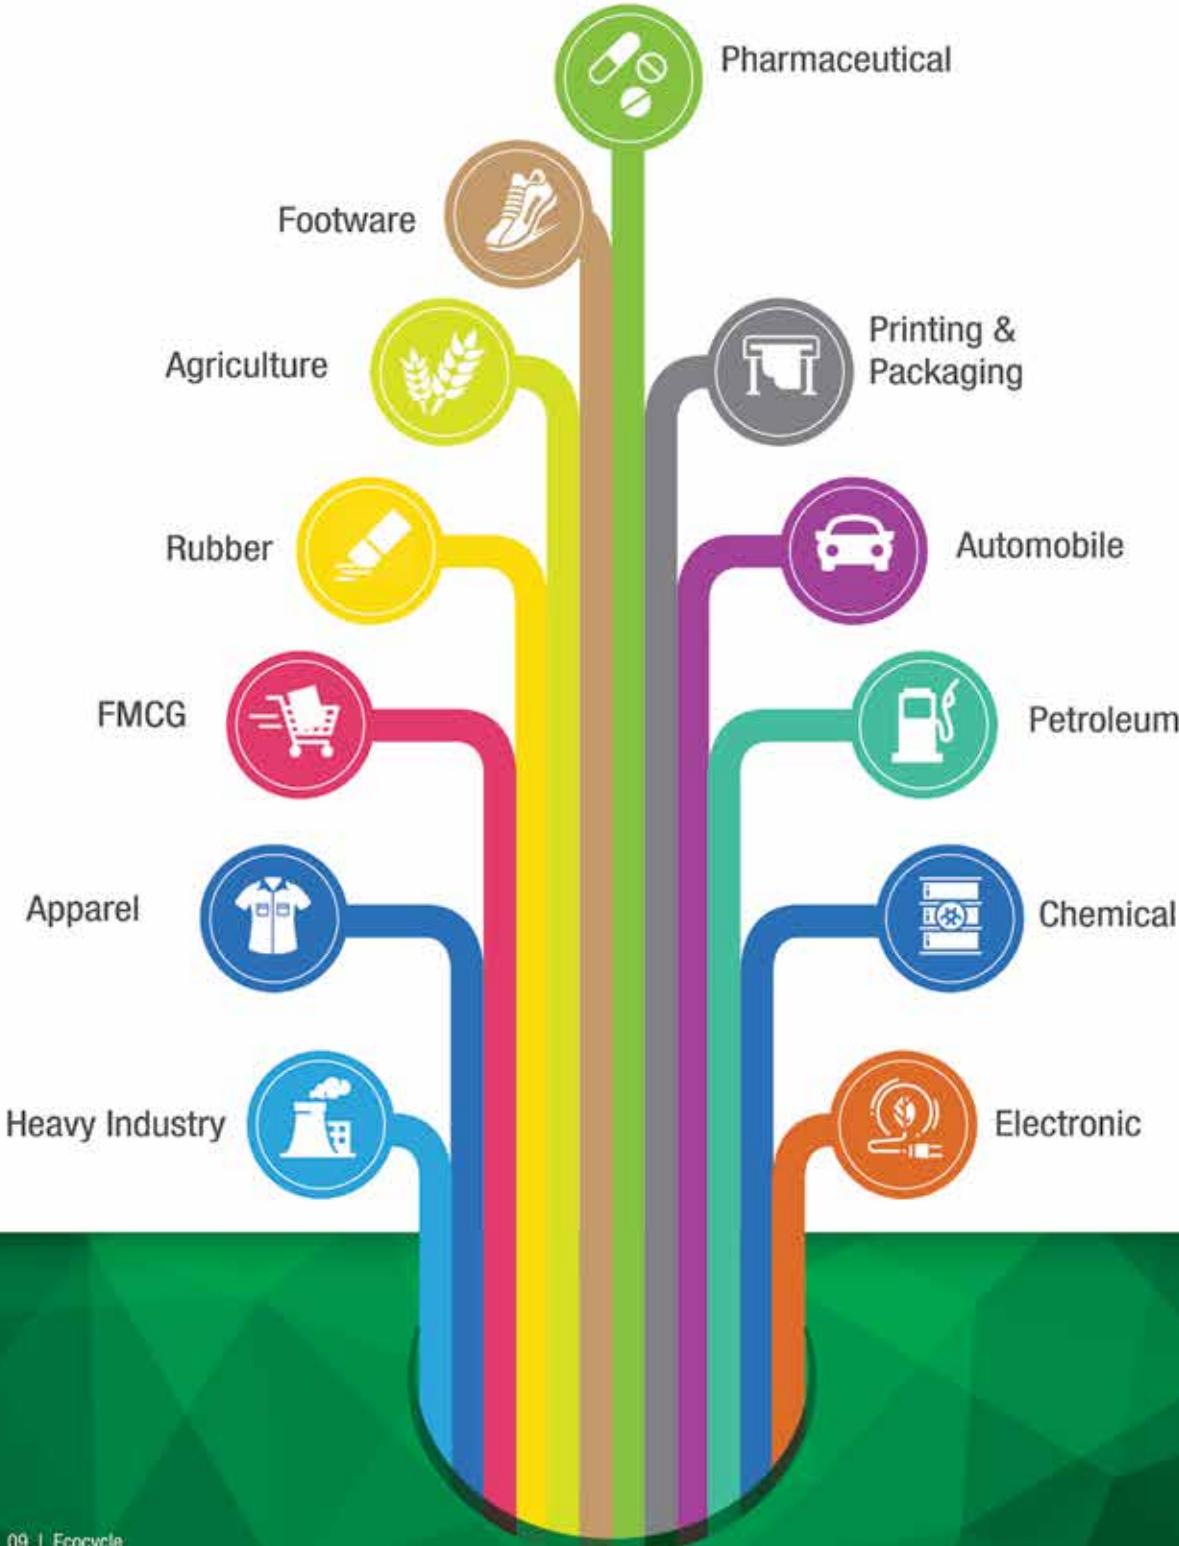 Pharmaceutical
Footware
Agriculture
Printing &
Packaging
Rubber
Automobile
FMCG
Petroleum
Apparel
Chemical
Heavy Industry
Electronic
09 | Ecocycle